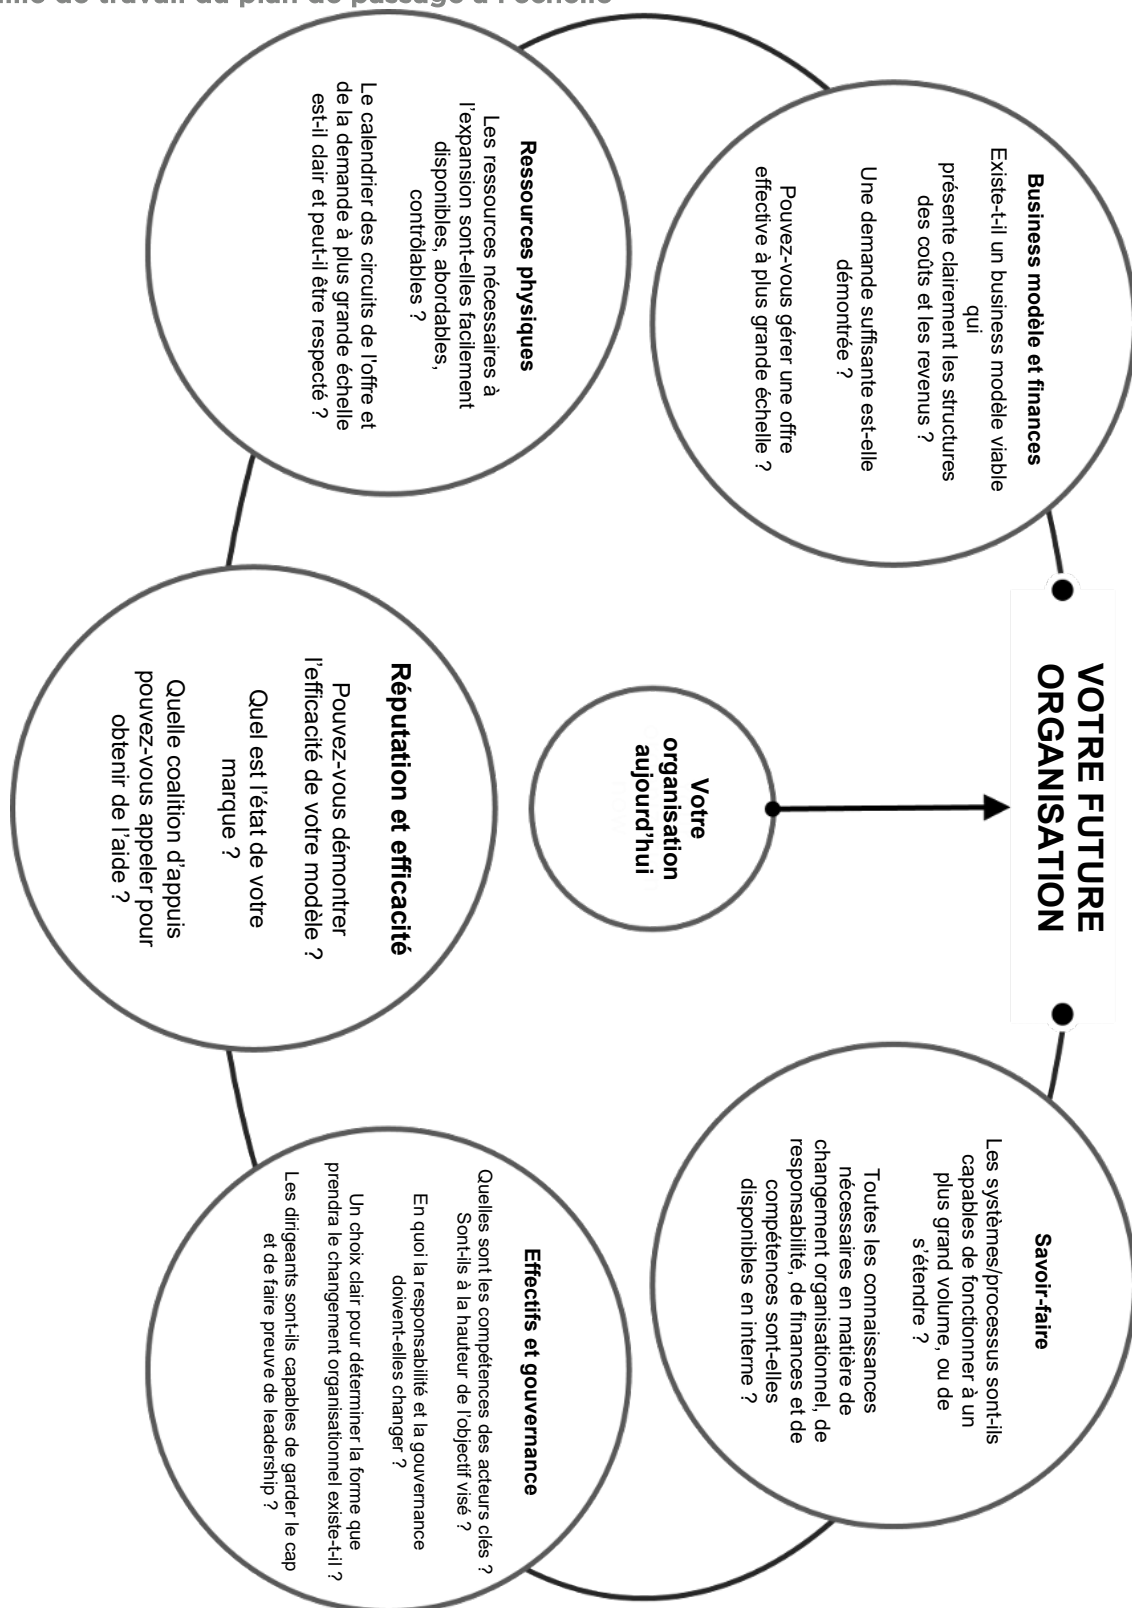 de travail du plan de passage à l'échelle
VOTRE FUTURE
ORGANISATION
Votre
organisation
aujourd'hui
Business modèle et finances
Existe-t-il un business modèle viable
qui
présente clairement les structures
des coûts et les revenus ?
Une demande suffisante est-elle
démontrée ?
Pouvez-vous gérer une offre
effective à plus grande échelle ?
Ressources physiques
Les ressources nécessaires à
l'expansion sont-elles facilement
disponibles, abordables,
contrôlables ?
Le calendrier des circuits de l'offre et
de la demande à plus grande échelle
est-il clair et peut-il être respecté ?
Réputation et efficacité
Pouvez-vous démontrer
l'efficacité de votre modèle ?
Quel est l'état de votre
marque ?
Quelle coalition d'appuis
pouvez-vous appeler pour
obtenir de l'aide ?
Effectifs et gouvernance
Quelles sont les compétences des acteurs clés ?
Sont-ils à la hauteur de l'objectif visé ?
En quoi la responsabilité et la gouvernance
doivent-elles changer ?
Un choix clair pour déterminer la forme que
prendra le changement organisationnel existe-t-il ?
Les dirigeants sont-ils capables de garder le cap
et de faire preuve de leadership ?
Savoir-faire
Les systèmes/processus sont-ils
capables de fonctionner à un
plus grand volume, ou de
s'étendre ?
Toutes les connaissances
nécessaires en matière de
changement organisationnel, de
responsabilité, de finances et de
compétences sont-elles
disponibles en interne ?